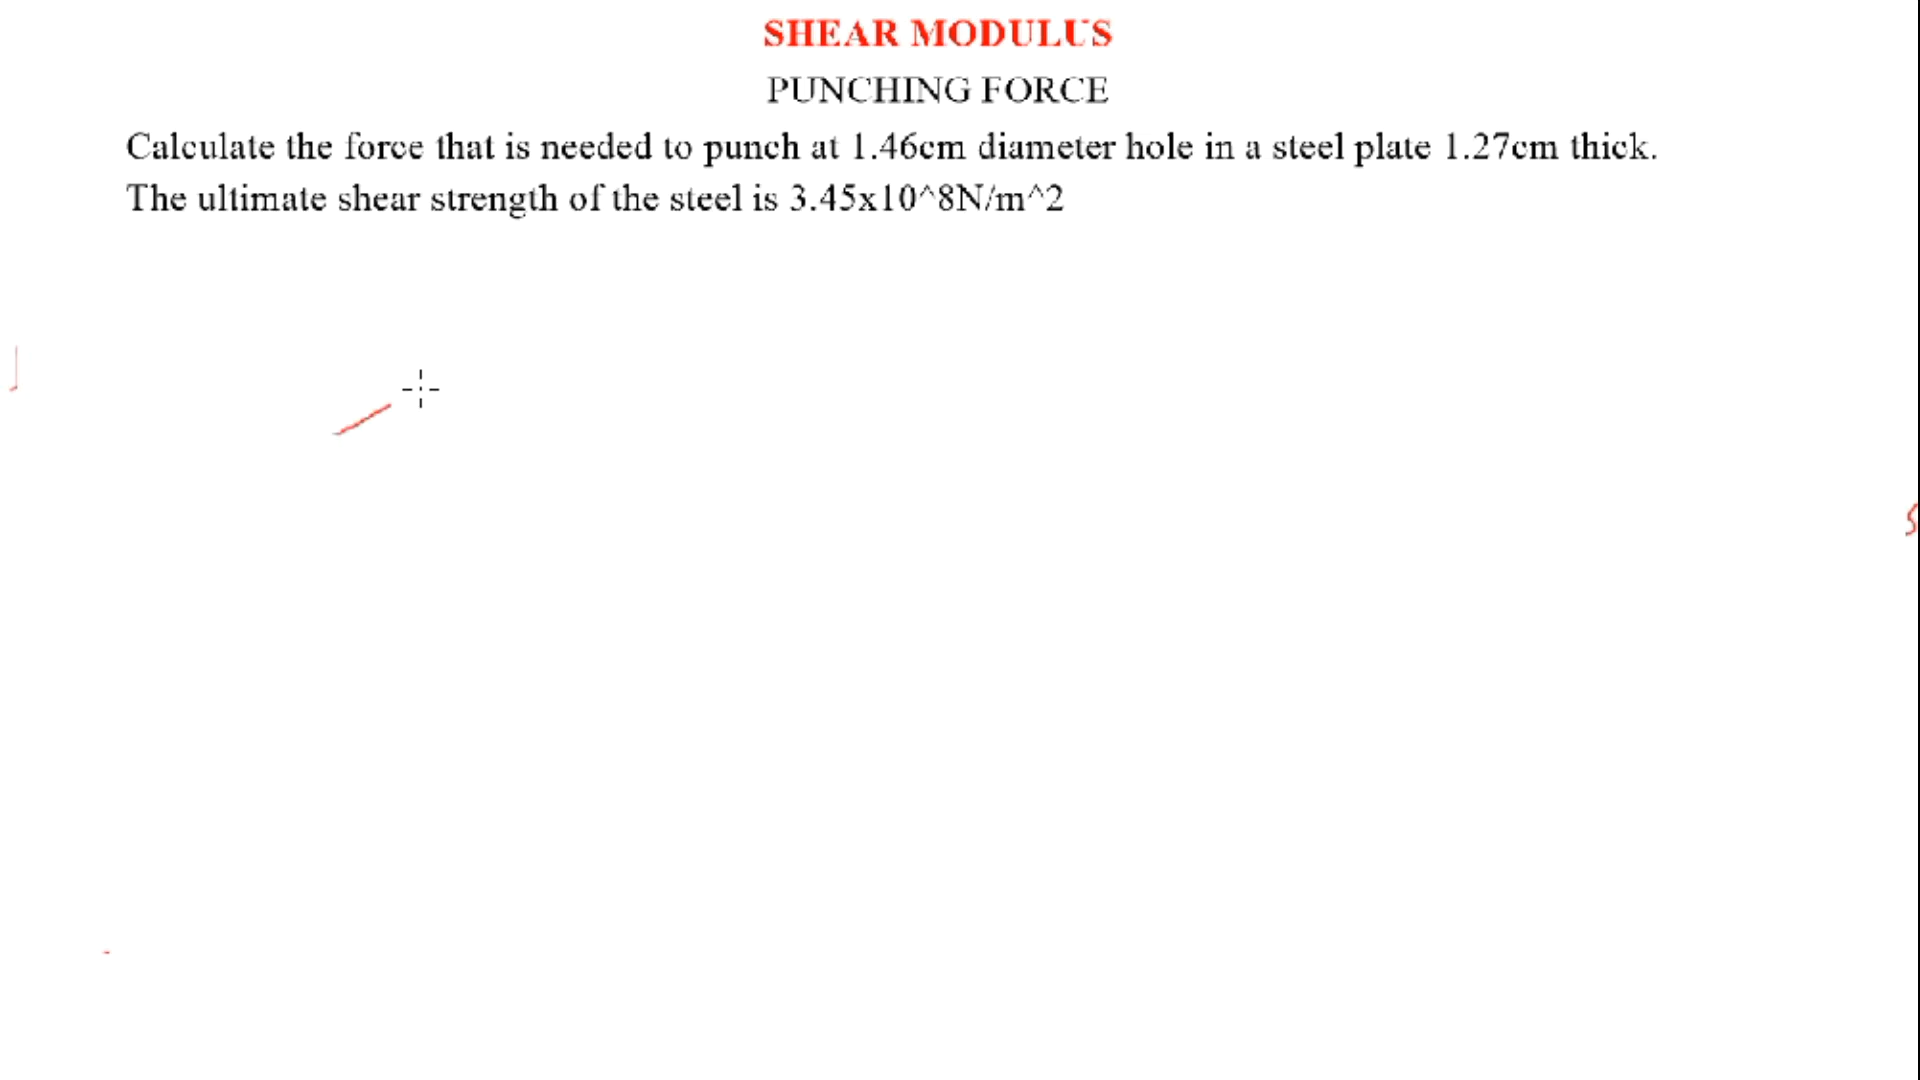 SHEAR MODULUS
PUNCHING FORCE
Calculate the force that is needed to punch at 1.46cm diameter hole in a steel plate 1.27cm thick.
The ultimate shear strength of the steel is 3.45x10^8N/m^2